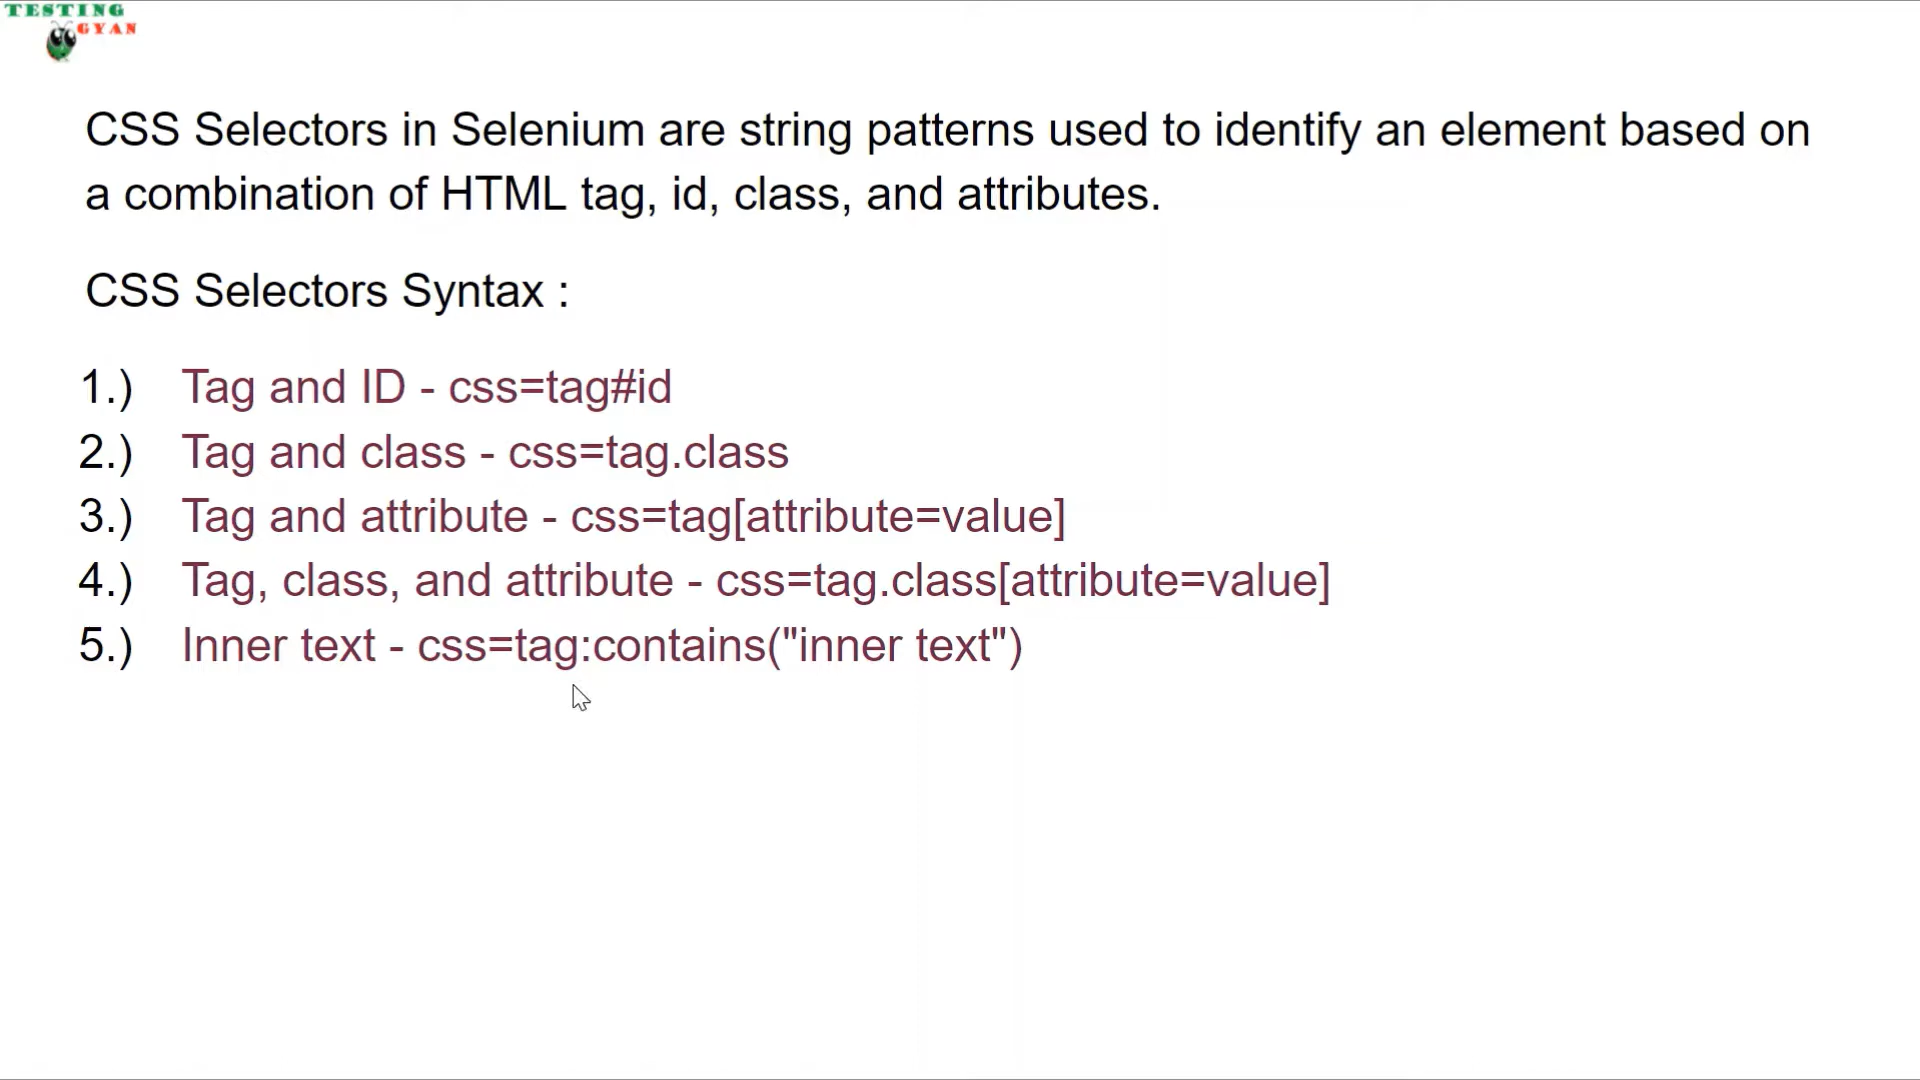 TESTING
GYAN
CSS Selectors in Selenium are string patterns used to identify an element based on
a combination of HTML tag, id, class, and attributes.
CSS Selectors Syntax :
1.) Tag and ID - css=tag#id
2.) Tag and class - css=tag.class
3.) Tag and attribute - css=tag[attribute=value]
4.) Tag, class, and attribute - css=tag.class[attribute=value]
5.) Inner text - css=tag:contains("inner text")